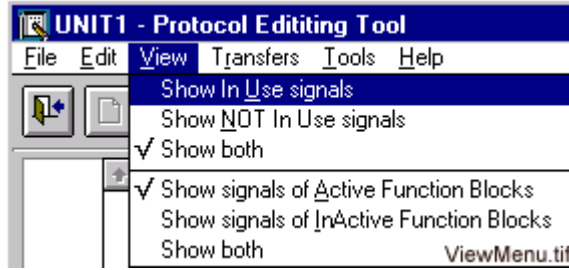 UNIT1 - Protocol Edititing Tool
File Edit View Transfers Tools Help
Show In Use signals
Show NOT In Use signals
✓ Show both
✓ Show signals of Active Function Blocks
Show signals of InActive Function Blocks
Show both
ViewMenu.tif